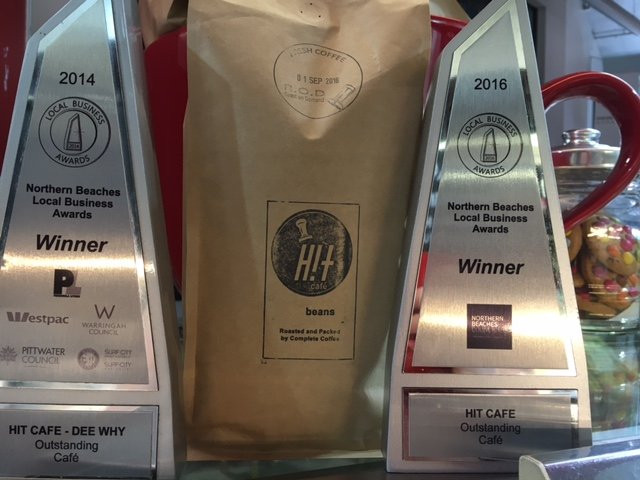 2014
LOCAL BUSINESS
AWARDS
Northern Beaches
Local Business
Awards
Winner
Westpac
WARRINGAH
COUNCIL
PITTWATER
COUNCIL
SURF CITY
HIT CAFE - DEE WHY
Outstanding
Café
FRESH COFFEE
01 SEP 2016
R.O.D
H!t
café
beans
Roasted and Packed
by Complete Coffee
2016
LOCAL BUSINESS
AWARDS
Northern Beaches
Local Business
Awards
Winner
NORTHERN
BEACHES
HIT CAFE
Outstanding
Café